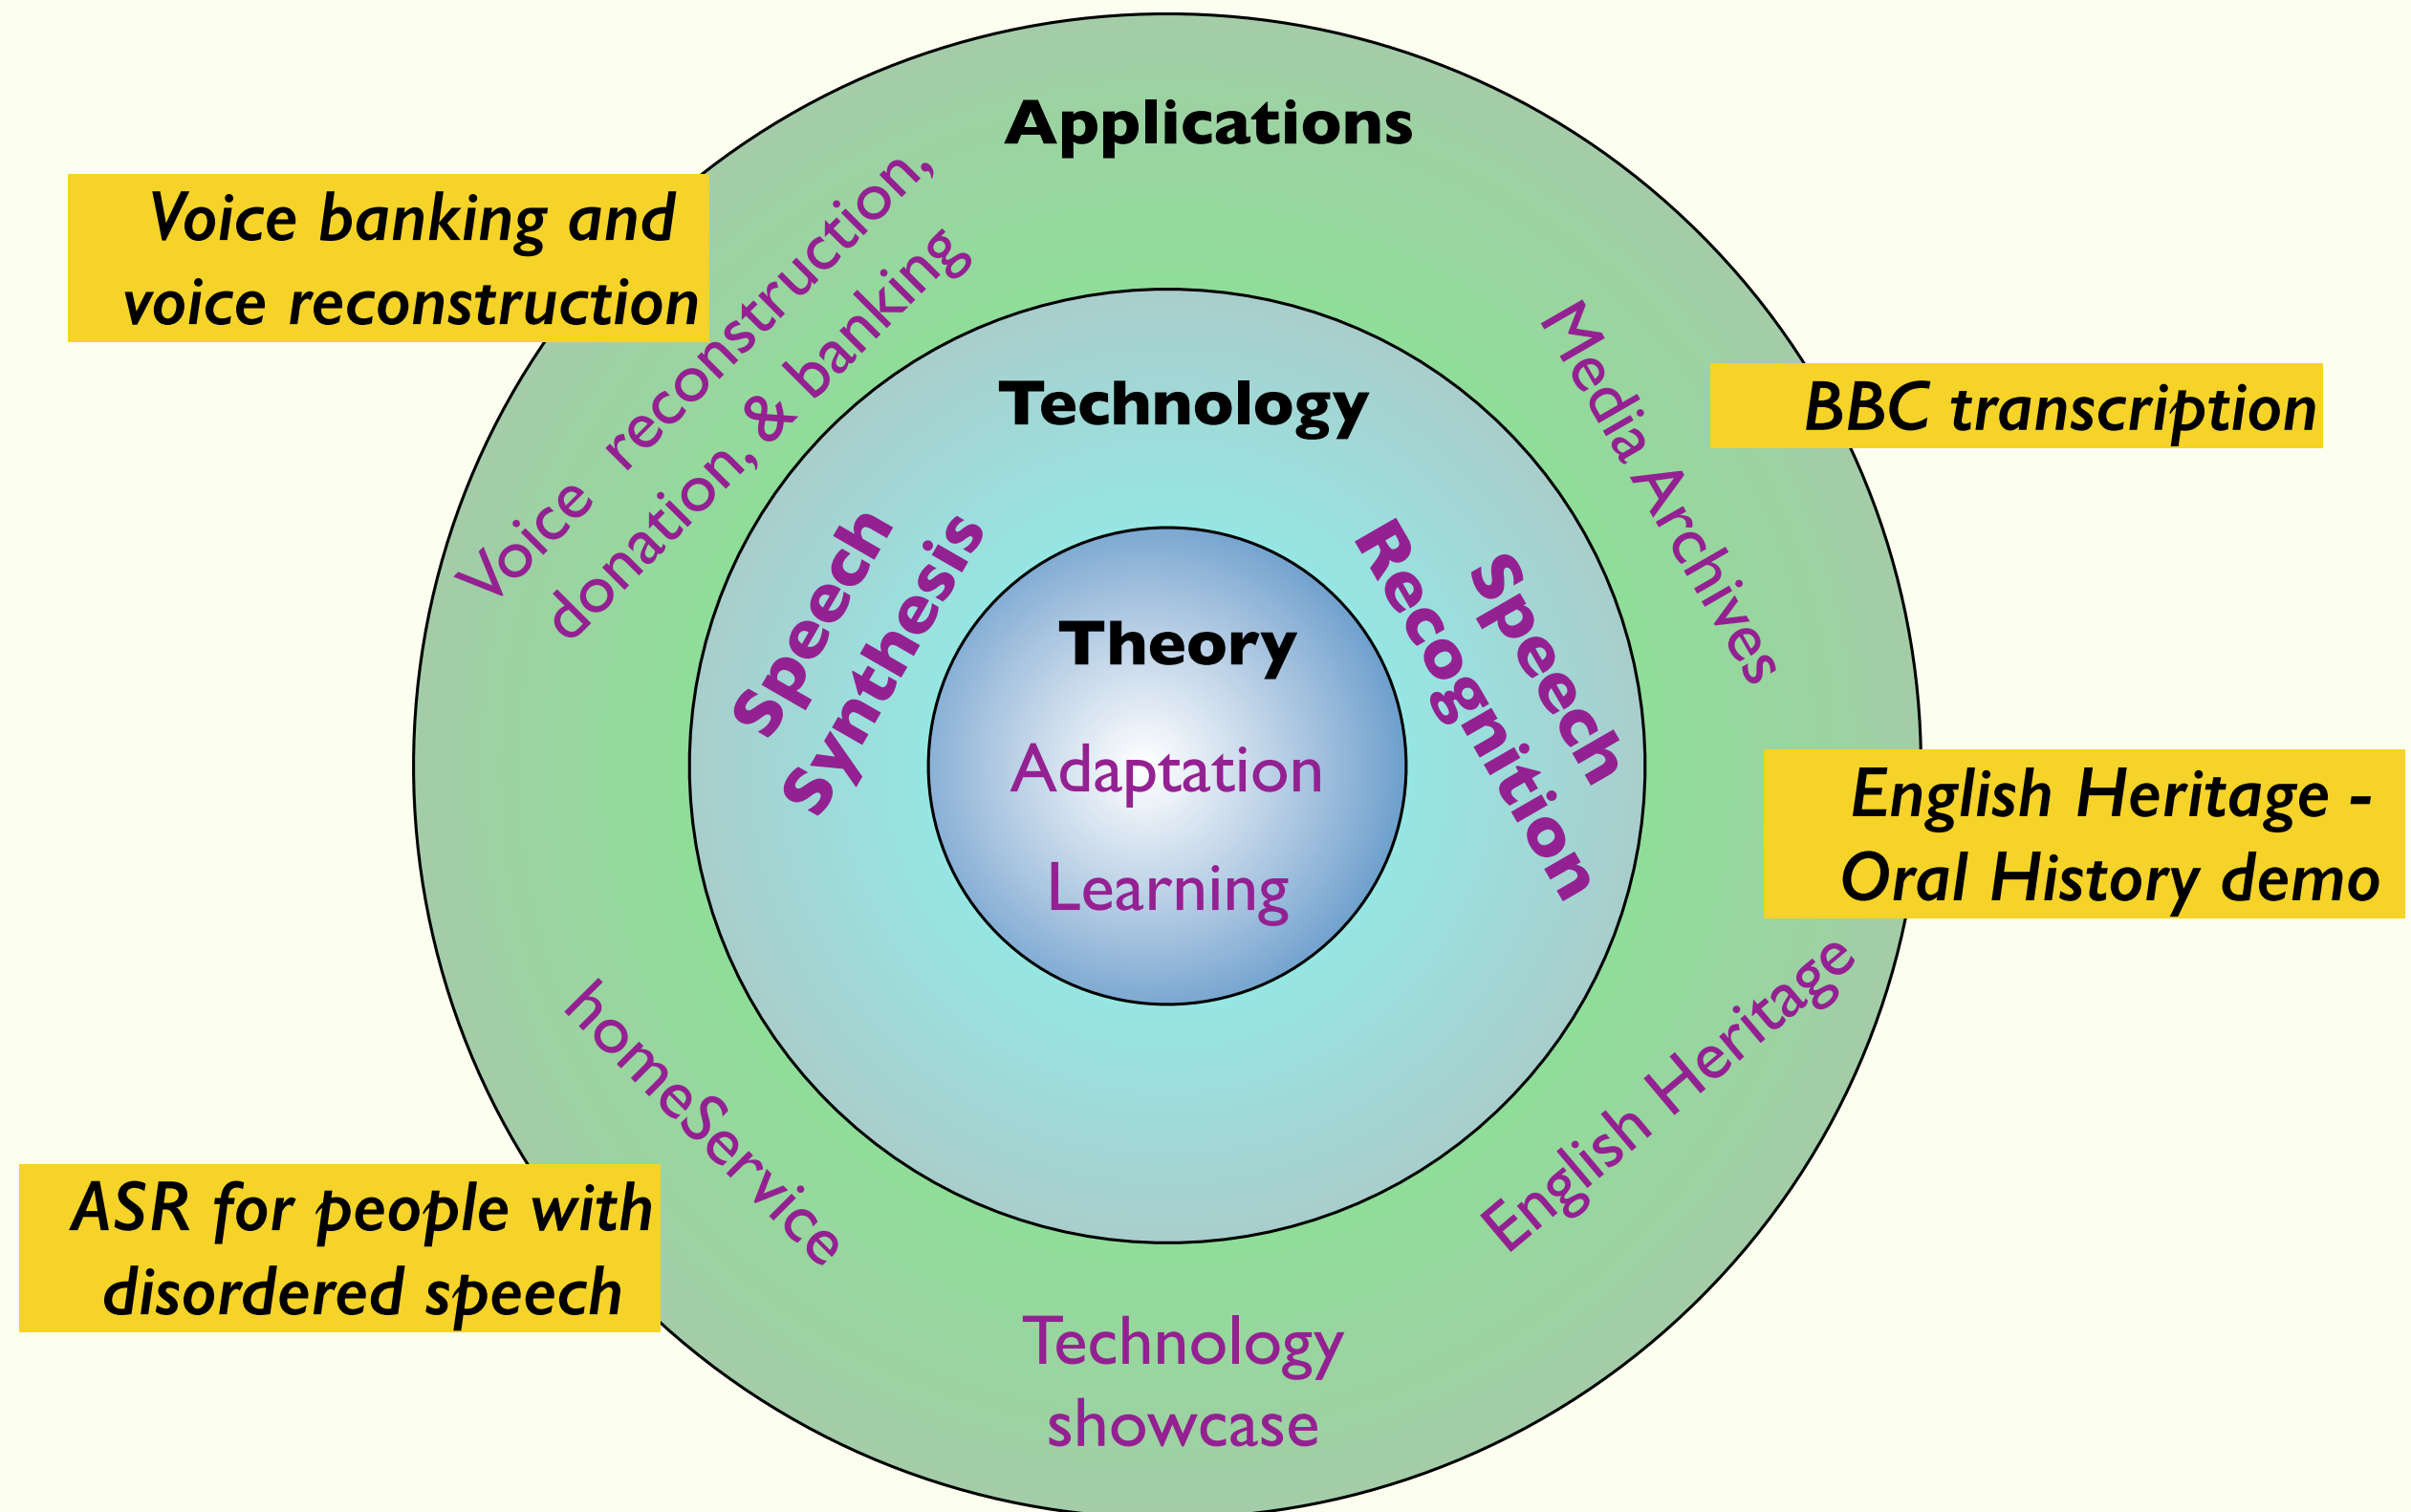 Applications
Voice banking and
voice reconstruction
Voice reconstruction,
donation, & banking
Technology
Media Archives
BBC transcription
Speech
Synthesis
Speech
Recognition
Theory
Adaptation
Learning
English Heritage -
Oral History demo
homeService
English Heritage
ASR for people with
disordered speech
Technology
showcase